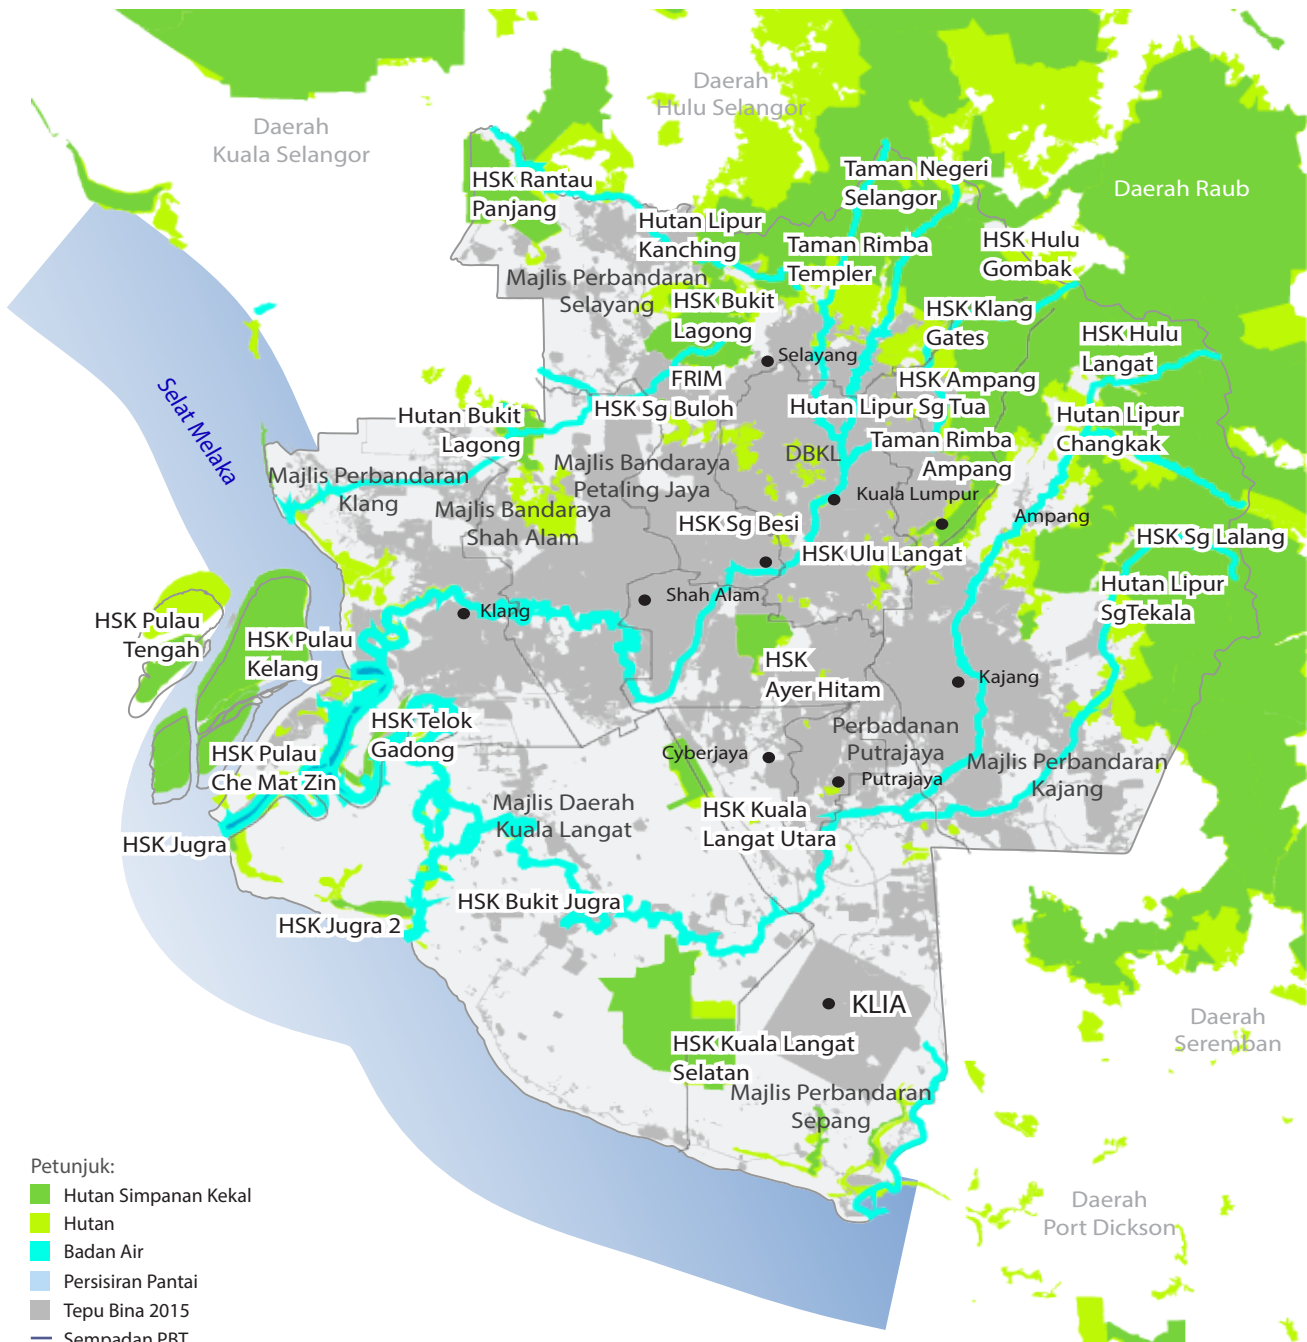 Daerah
Hulu Selangor
Daerah
Kuala Selangor
HSK Rantau
Panjang
Taman Negeri
Selangor
Daerah Raub
Hutan Lipur
Kanching
Taman Rimba
Templer
HSK Hulu
Gombak
Majlis Perbandaran
Selayang
HSK Bukit
Lagong
HSK Klang
Gates
HSK Hulu
Langat
Selayang
FRIM
HSK Ampang
Selat Melaka
HSK Sg Buloh
Hutan Lipur Sg Tua
Hutan Bukit
Lagong
Hutan Lipur
Changkak
DBKL
Taman Rimba
Ampang
Majlis Perbandaran
Klang
Majlis Bandaraya
Petaling Jaya
Kuala Lumpur
Majlis Bandaraya
Shah Alam
HSK Sg Besi
Ampang
HSK Ulu Langat
HSK Sg Lalang
Hutan Lipur
SgTekala
Shah Alam
Klang
HSK Pulau
Tengah
HSK Pulau
Kelang
HSK
Ayer Hitam
Kajang
HSK Telok
Gadong
Perbadanan
Putrajaya
Cyberjaya
HSK Pulau
Che Mat Zin
Putrajaya
Majlis Perbandaran
Kajang
Majlis Daerah
Kuala Langat
HSK Kuala
Langat Utara
HSK Jugra
HSK Bukit Jugra
HSK Jugra 2
KLIA
Daerah
Seremban
HSK Kuala Langat
Selatan
Majlis Perbandaran
Sepang
Daerah
Port Dickson
Petunjuk:
Hutan Simpanan Kekal
Hutan
Badan Air
Persisiran Pantai
Tepu Bina 2015
Sempadan PBT